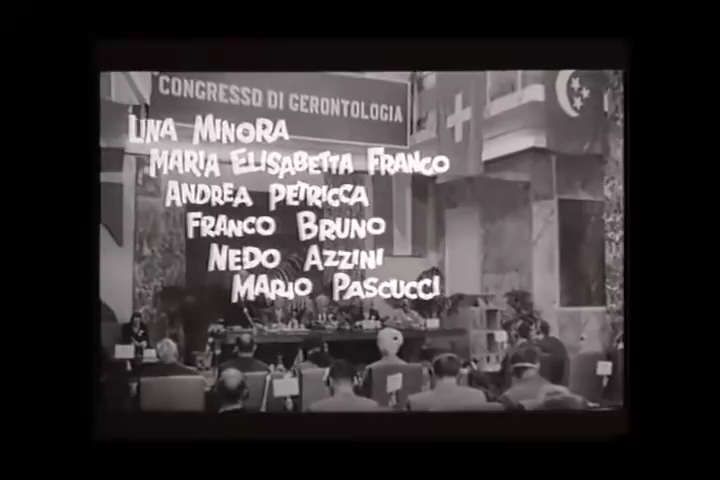 CONGRESSO DI GERONTOLOGIA
LINA MINORA
MARIA ELISABETTA FRANCO
ANDREA PETRICCA
FRANCO BRUNO
NEDO AZZINI
MARIO PASCUCCI